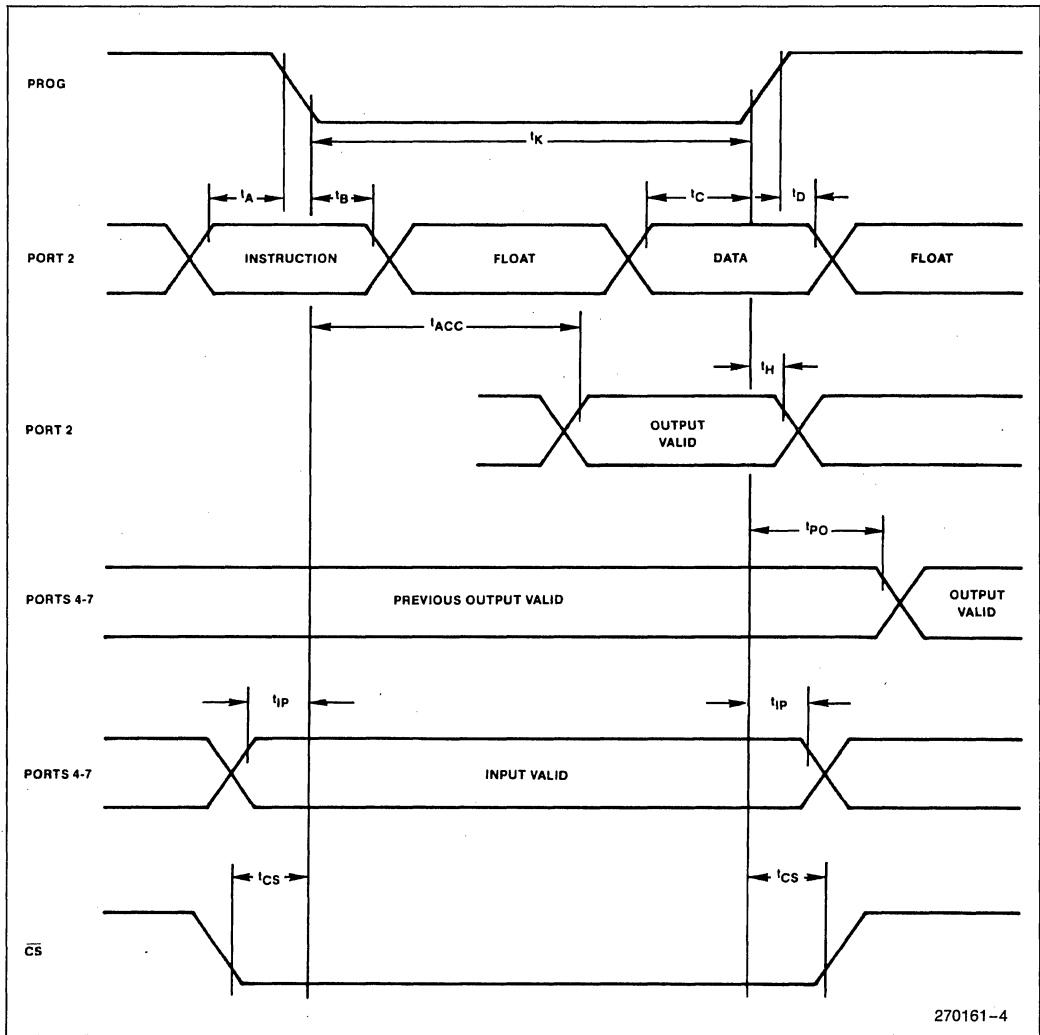 PROG
tK
tA
tB
tC
tD
PORT 2
INSTRUCTION
FLOAT
DATA
FLOAT
tACC
tH
PORT 2
OUTPUT
VALID
tPO
PORTS 4-7
PREVIOUS OUTPUT VALID
OUTPUT
VALID
tIP
tIP
PORTS 4-7
INPUT VALID
tCS
tCS
C̅S̅
270161-4